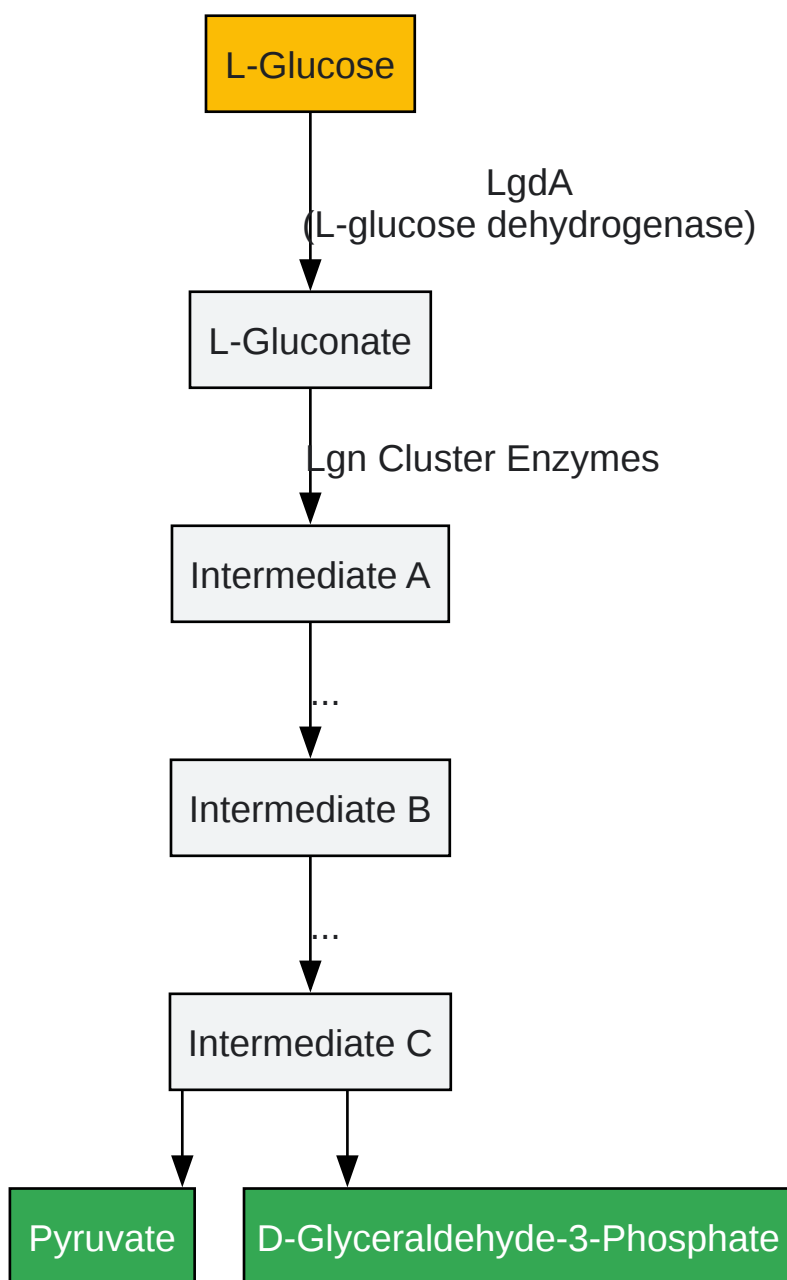 L-Glucose
LgdA
(L-glucose dehydrogenase)
L-Gluconate
Lgn Cluster Enzymes
Intermediate A
...
Intermediate B
...
Intermediate C
Pyruvate
D-Glyceraldehyde-3-Phosphate